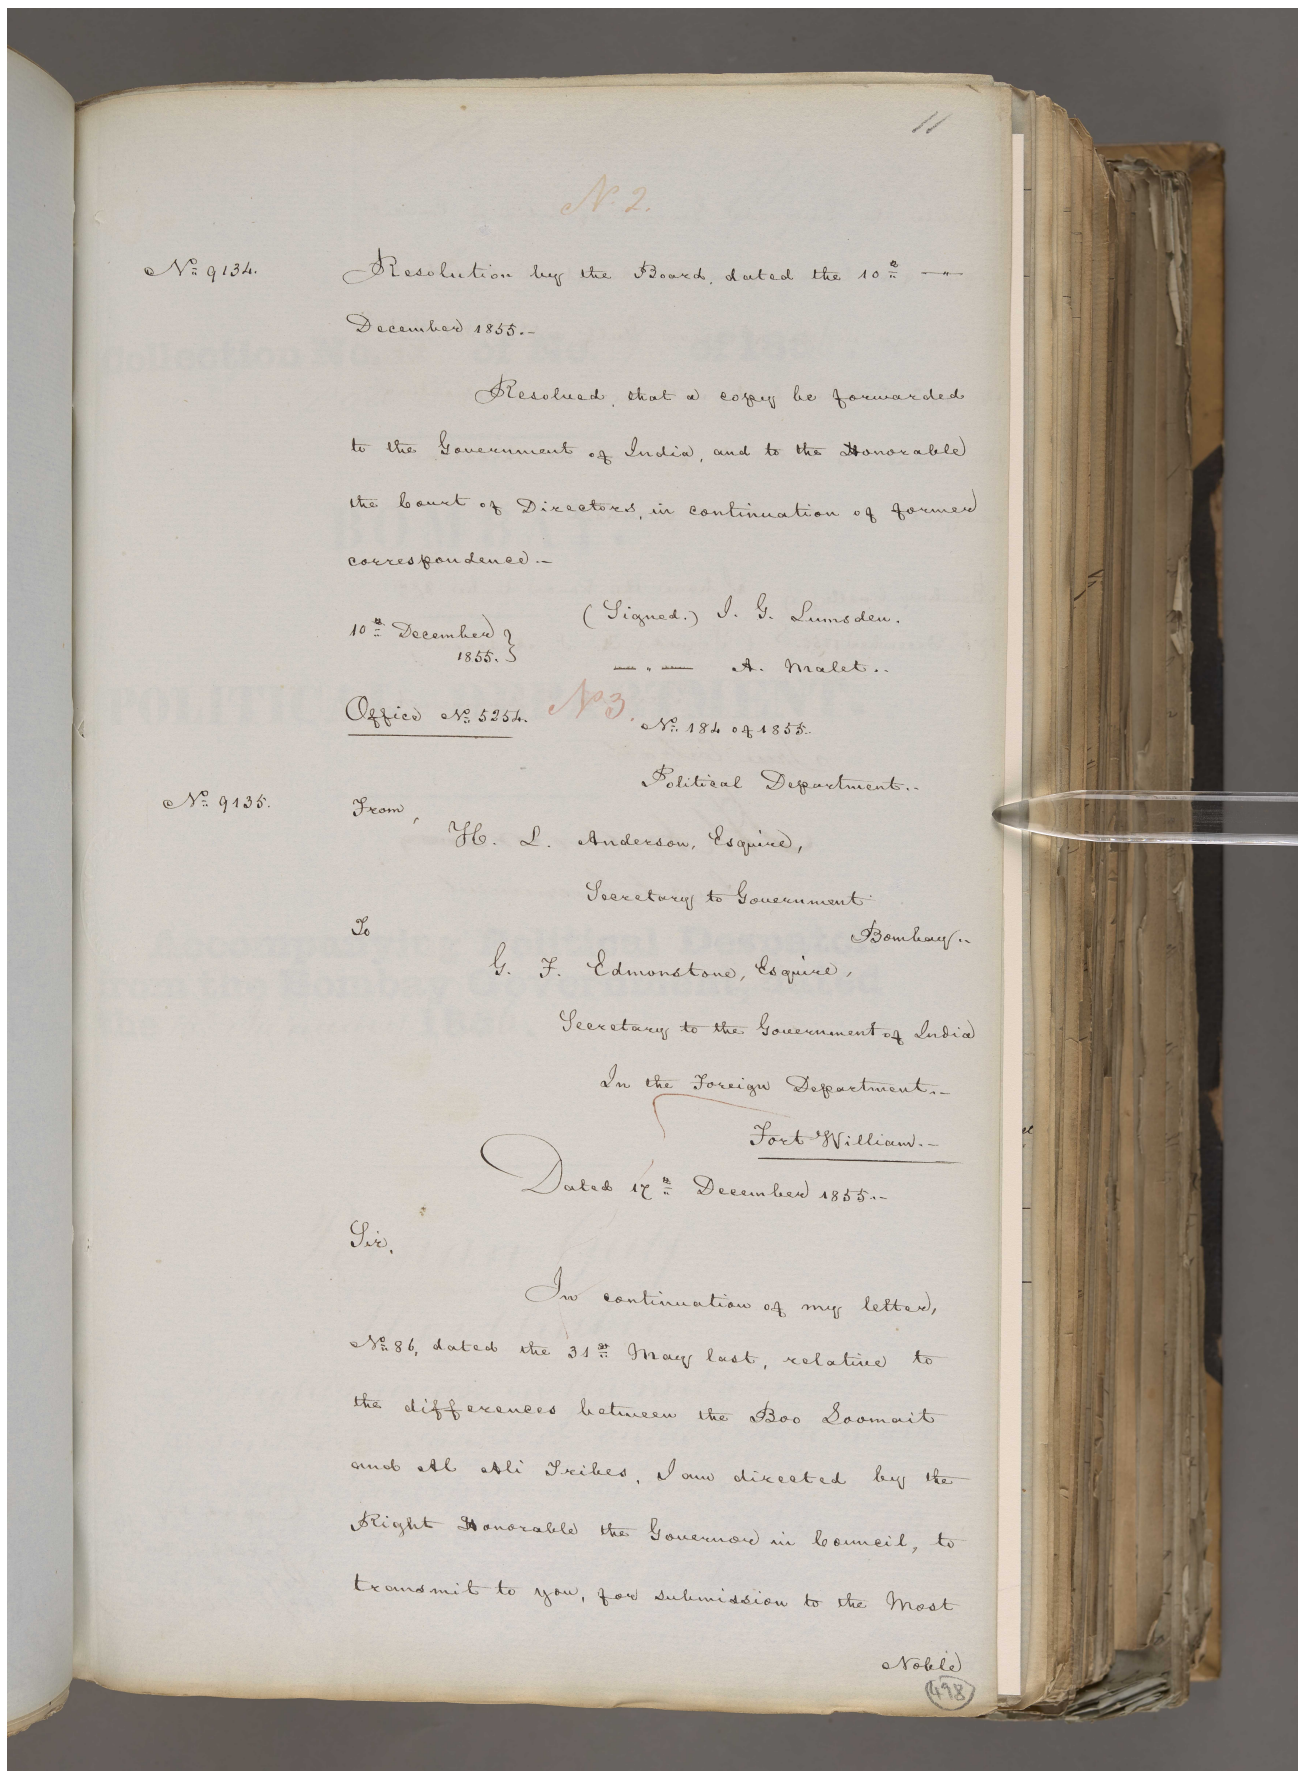 11
No. 2.
No. 9134.
Resolution by the Board, dated the 10th
December 1855.-
Resolved, that a copy be forwarded
to the Government of India, and to the Honorable
the Court of Directors, in continuation of former
correspondence.-
(Signed.) J. G. Lumsden.
10th December
1855.
— " — A. Malet..
Office No. 5254.
No 3.
No. 184 of 1855.
Political Department..
No. 9135.
From,
H. L. Anderson, Esquire,
Secretary to Government
Bombay..
To
G. F. Edmonstone, Esquire,
Secretary to the Government of India
In the Foreign Department.-
Fort William.-
Dated 17th December 1855.-
Sir,
In continuation of my letter,
No. 86, dated the 31st May last, relative to
the differences between the Boo Soomait
and Al Ali Tribes, I am directed by the
Right Honorable the Governor in Council, to
transmit to you, for submission to the Most
Noble
498